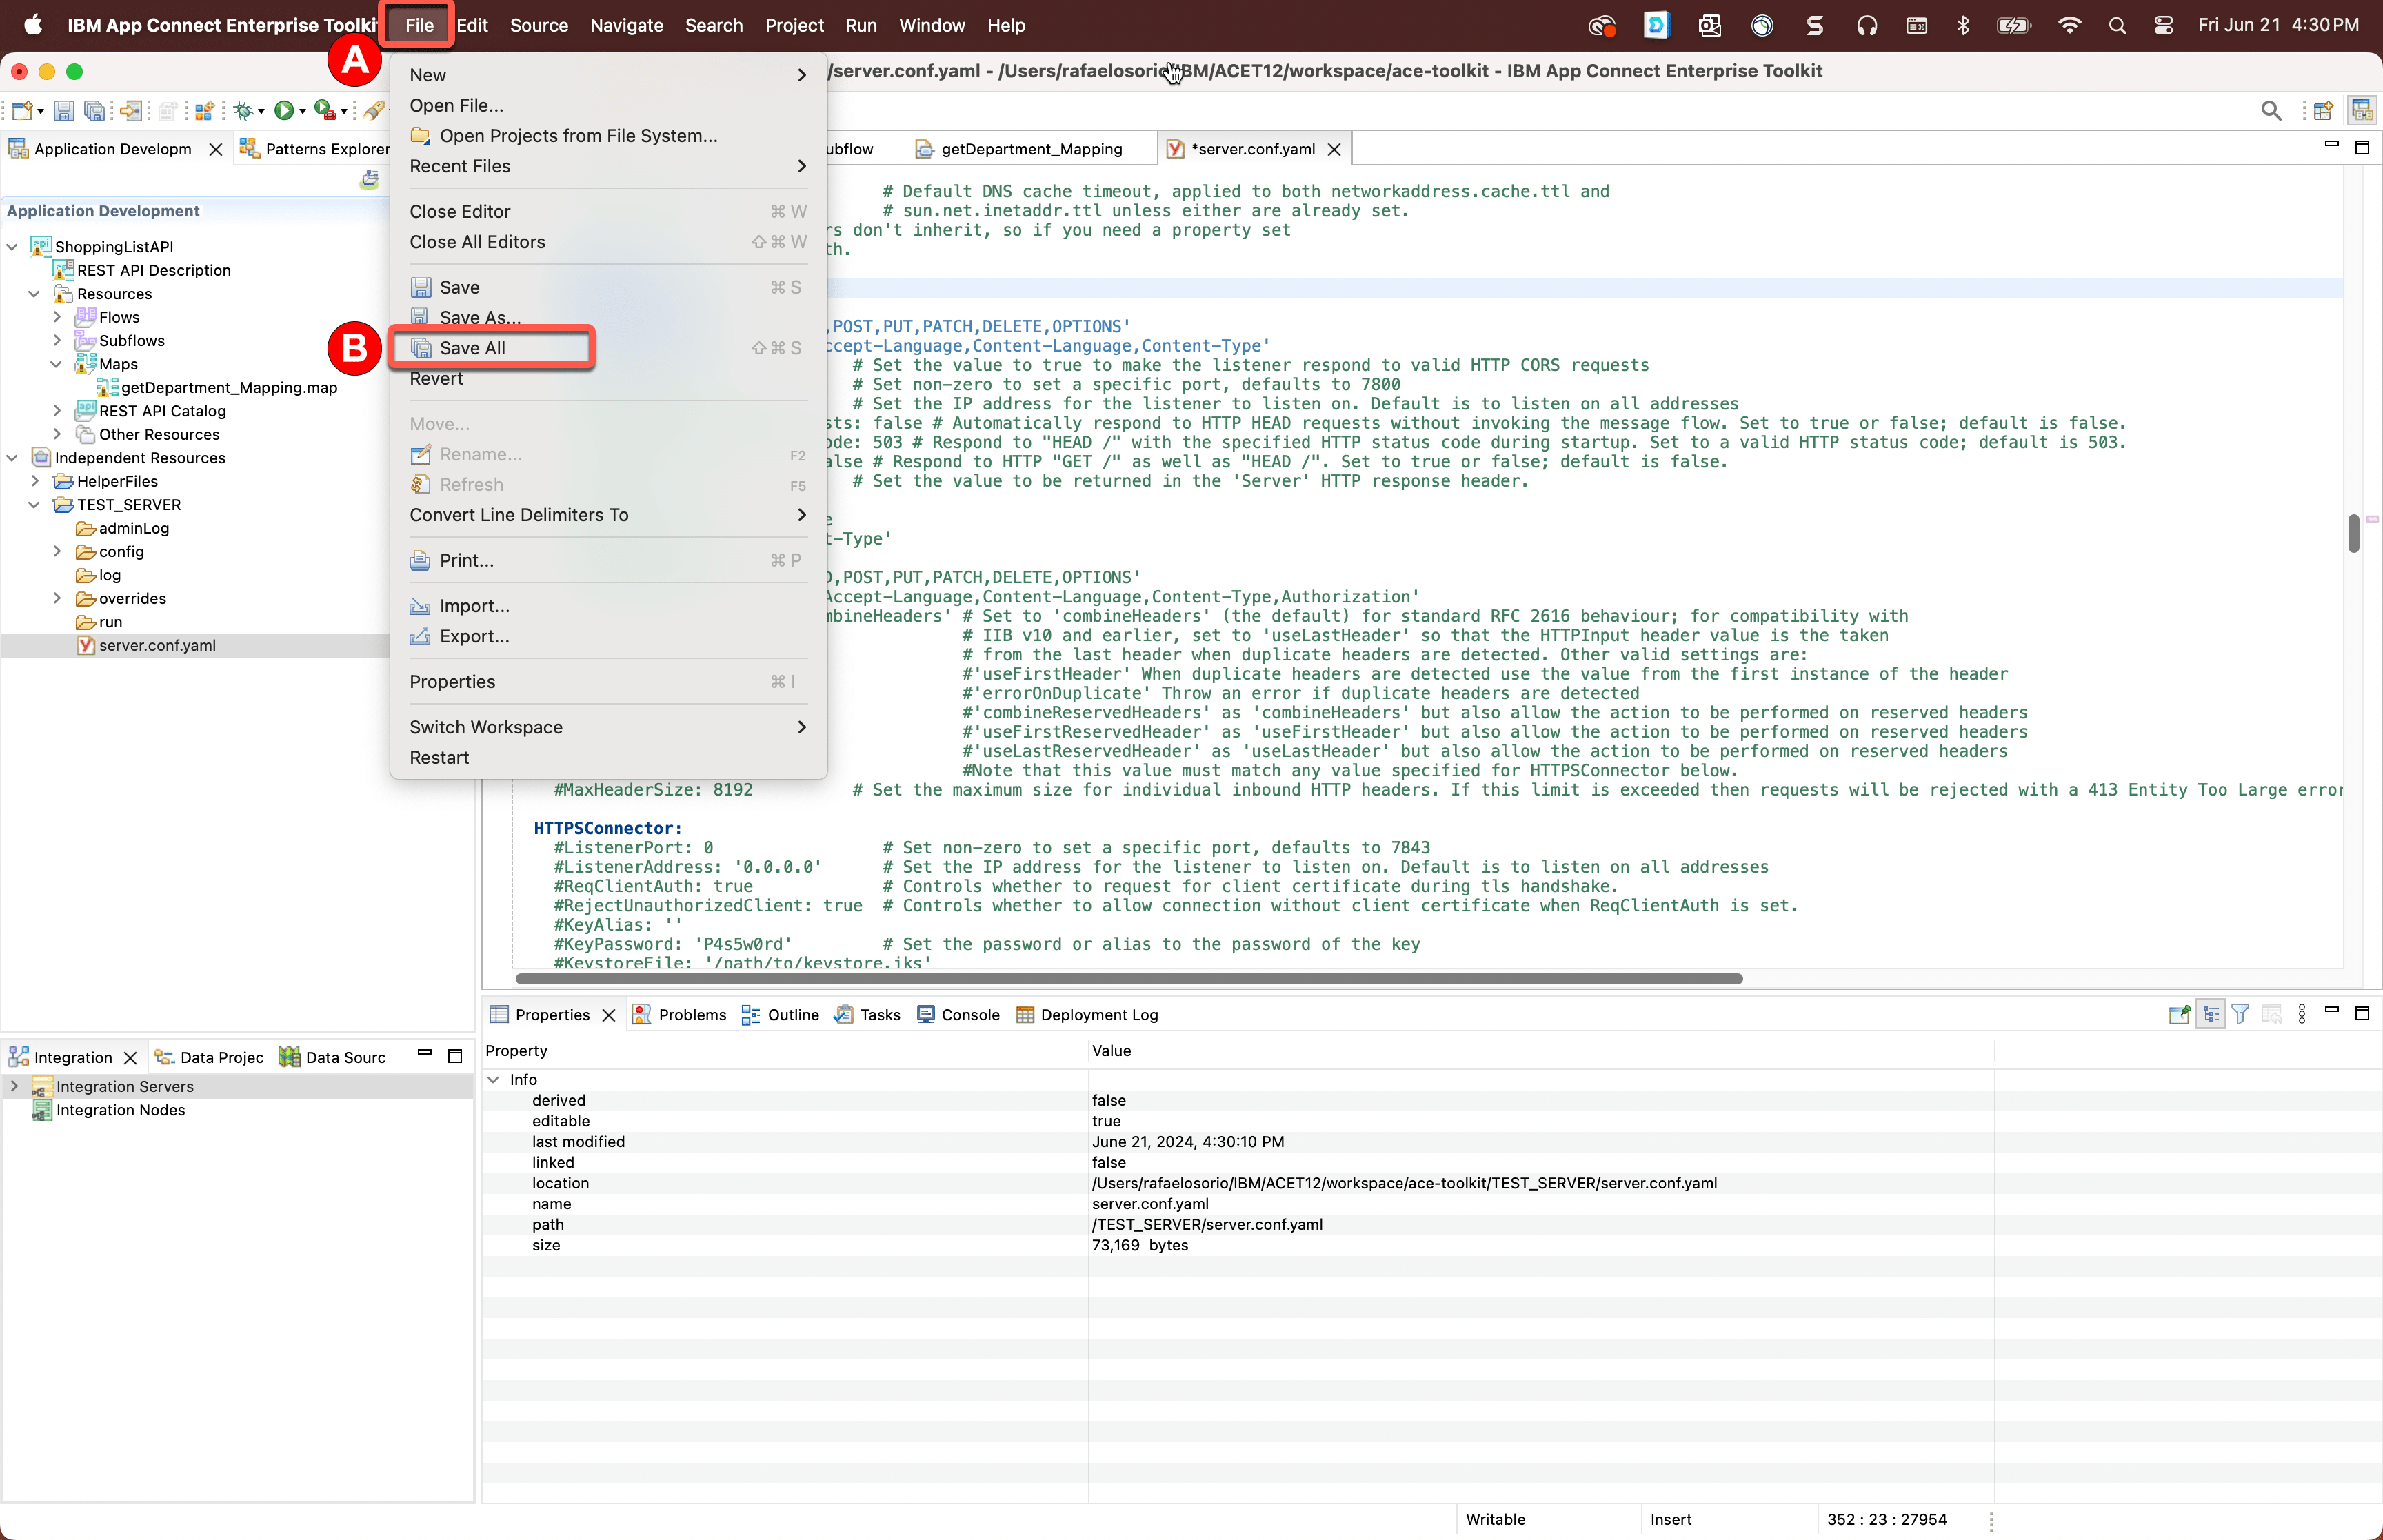 IBM App Connect Enterprise Toolki
File
Edit
Source
Navigate
Search
Project
Run
Window
Help
Fri Jun 21 4:30 PM
A
/server.conf.yaml - /Users/rafaelosorio/IBM/ACET12/workspace/ace-toolkit - IBM App Connect Enterprise Toolkit
New
Open File...
Open Projects from File System...
Recent Files
Close Editor ⌘ W
Close All Editors ⇧ ⌘ W
Save ⌘ S
Save As...
B
Save All ⇧ ⌘ S
Revert
Move...
Rename... F2
Refresh F5
Convert Line Delimiters To
Print... ⌘ P
Import...
Export...
Properties ⌘ I
Switch Workspace
Restart
Application Developm
Patterns Explorer
Application Development
ShoppingListAPI
REST API Description
Resources
Flows
Subflows
Maps
getDepartment_Mapping.map
REST API Catalog
Other Resources
Independent Resources
HelperFiles
TEST_SERVER
adminLog
config
log
overrides
run
server.conf.yaml
ubflow
getDepartment_Mapping
*server.conf.yaml
# Default DNS cache timeout, applied to both networkaddress.cache.ttl and
# sun.net.inetaddr.ttl unless either are already set.
rs don't inherit, so if you need a property set
th.
,POST,PUT,PATCH,DELETE,OPTIONS'
ccept-Language,Content-Language,Content-Type'
# Set the value to true to make the listener respond to valid HTTP CORS requests
# Set non-zero to set a specific port, defaults to 7800
# Set the IP address for the listener to listen on. Default is to listen on all addresses
sts: false # Automatically respond to HTTP HEAD requests without invoking the message flow. Set to true or false; default is false.
ode: 503 # Respond to "HEAD /" with the specified HTTP status code during startup. Set to a valid HTTP status code; default is 503.
alse # Respond to HTTP "GET /" as well as "HEAD /". Set to true or false; default is false.
# Set the value to be returned in the 'Server' HTTP response header.
e
t-Type'
D,POST,PUT,PATCH,DELETE,OPTIONS'
Accept-Language,Content-Language,Content-Type,Authorization'
mbineHeaders' # Set to 'combineHeaders' (the default) for standard RFC 2616 behaviour; for compatibility with
# IIB v10 and earlier, set to 'useLastHeader' so that the HTTPInput header value is the taken
# from the last header when duplicate headers are detected. Other valid settings are:
#'useFirstHeader' When duplicate headers are detected use the value from the first instance of the header
#'errorOnDuplicate' Throw an error if duplicate headers are detected
#'combineReservedHeaders' as 'combineHeaders' but also allow the action to be performed on reserved headers
#'useFirstReservedHeader' as 'useFirstHeader' but also allow the action to be performed on reserved headers
#'useLastReservedHeader' as 'useLastHeader' but also allow the action to be performed on reserved headers
#Note that this value must match any value specified for HTTPSConnector below.
#MaxHeaderSize: 8192 # Set the maximum size for individual inbound HTTP headers. If this limit is exceeded then requests will be rejected with a 413 Entity Too Large error
HTTPSConnector:
#ListenerPort: 0 # Set non-zero to set a specific port, defaults to 7843
#ListenerAddress: '0.0.0.0' # Set the IP address for the listener to listen on. Default is to listen on all addresses
#ReqClientAuth: true # Controls whether to request for client certificate during tls handshake.
#RejectUnauthorizedClient: true # Controls whether to allow connection without client certificate when ReqClientAuth is set.
#KeyAlias: ''
#KeyPassword: 'P4s5w0rd' # Set the password or alias to the password of the key
#KeystoreFile: '/path/to/keystore.jks'
Properties
Problems
Outline
Tasks
Console
Deployment Log
Property Value
Info
derived false
editable true
last modified June 21, 2024, 4:30:10 PM
linked false
location /Users/rafaelosorio/IBM/ACET12/workspace/ace-toolkit/TEST_SERVER/server.conf.yaml
name server.conf.yaml
path /TEST_SERVER/server.conf.yaml
size 73,169 bytes
Integration
Data Projec
Data Sourc
Integration Servers
Integration Nodes
Writable
Insert
352 : 23 : 27954